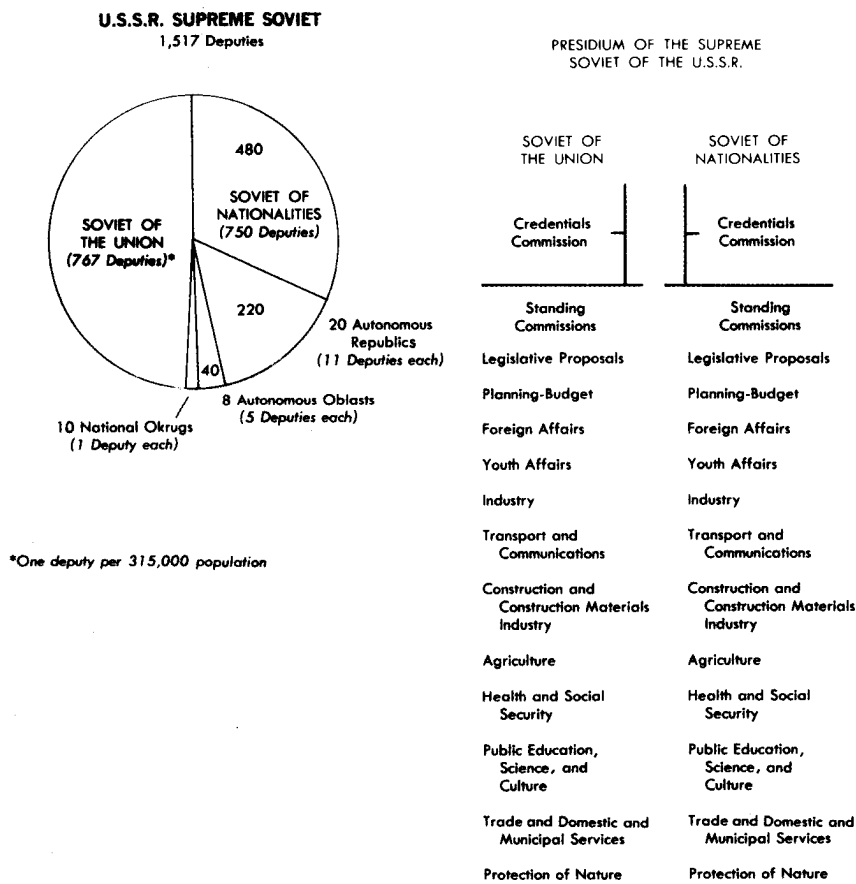 U.S.S.R. SUPREME SOVIET
1,517 Deputies
480
SOVIET OF
NATIONALITIES
(750 Deputies)
SOVIET OF
THE UNION
(767 Deputies)*
220
20 Autonomous
Republics
(11 Deputies each)
40
8 Autonomous Oblasts
(5 Deputies each)
10 National Okrugs
(1 Deputy each)
*One deputy per 315,000 population
PRESIDIUM OF THE SUPREME
SOVIET OF THE U.S.S.R.
SOVIET OF
THE UNION
Credentials
Commission
Standing
Commissions
Legislative Proposals
Planning-Budget
Foreign Affairs
Youth Affairs
Industry
Transport and
Communications
Construction and
Construction Materials
Industry
Agriculture
Health and Social
Security
Public Education,
Science, and
Culture
Trade and Domestic and
Municipal Services
Protection of Nature
SOVIET OF
NATIONALITIES
Credentials
Commission
Standing
Commissions
Legislative Proposals
Planning-Budget
Foreign Affairs
Youth Affairs
Industry
Transport and
Communications
Construction and
Construction Materials
Industry
Agriculture
Health and Social
Security
Public Education,
Science, and
Culture
Trade and Domestic and
Municipal Services
Protection of Nature